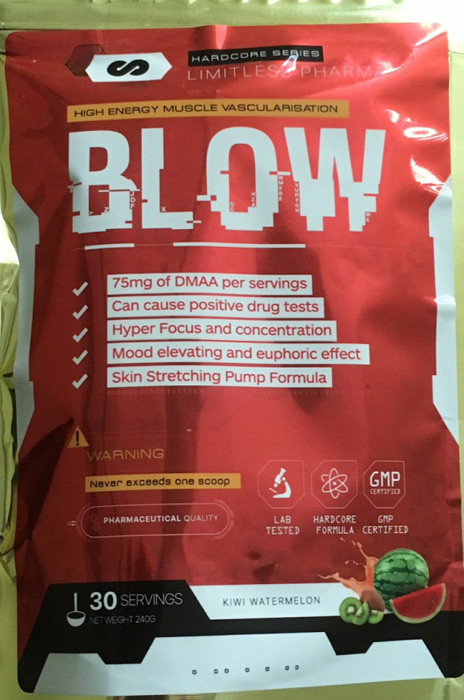 HARDCORE SERIES
LIMITLESS PHARMA
HIGH ENERGY MUSCLE VASCULARISATION
BLOW
75mg of DMAA per servings
Can cause positive drug tests
Hyper Focus and concentration
Mood elevating and euphoric effect
Skin Stretching Pump Formula
WARNING
Never exceeds one scoop
PHARMACEUTICAL QUALITY
GMP
CERTIFIED
LAB
TESTED
HARDCORE
FORMULA
GMP
CERTIFIED
30 SERVINGS
NET WEIGHT 240G
KIWI WATERMELON